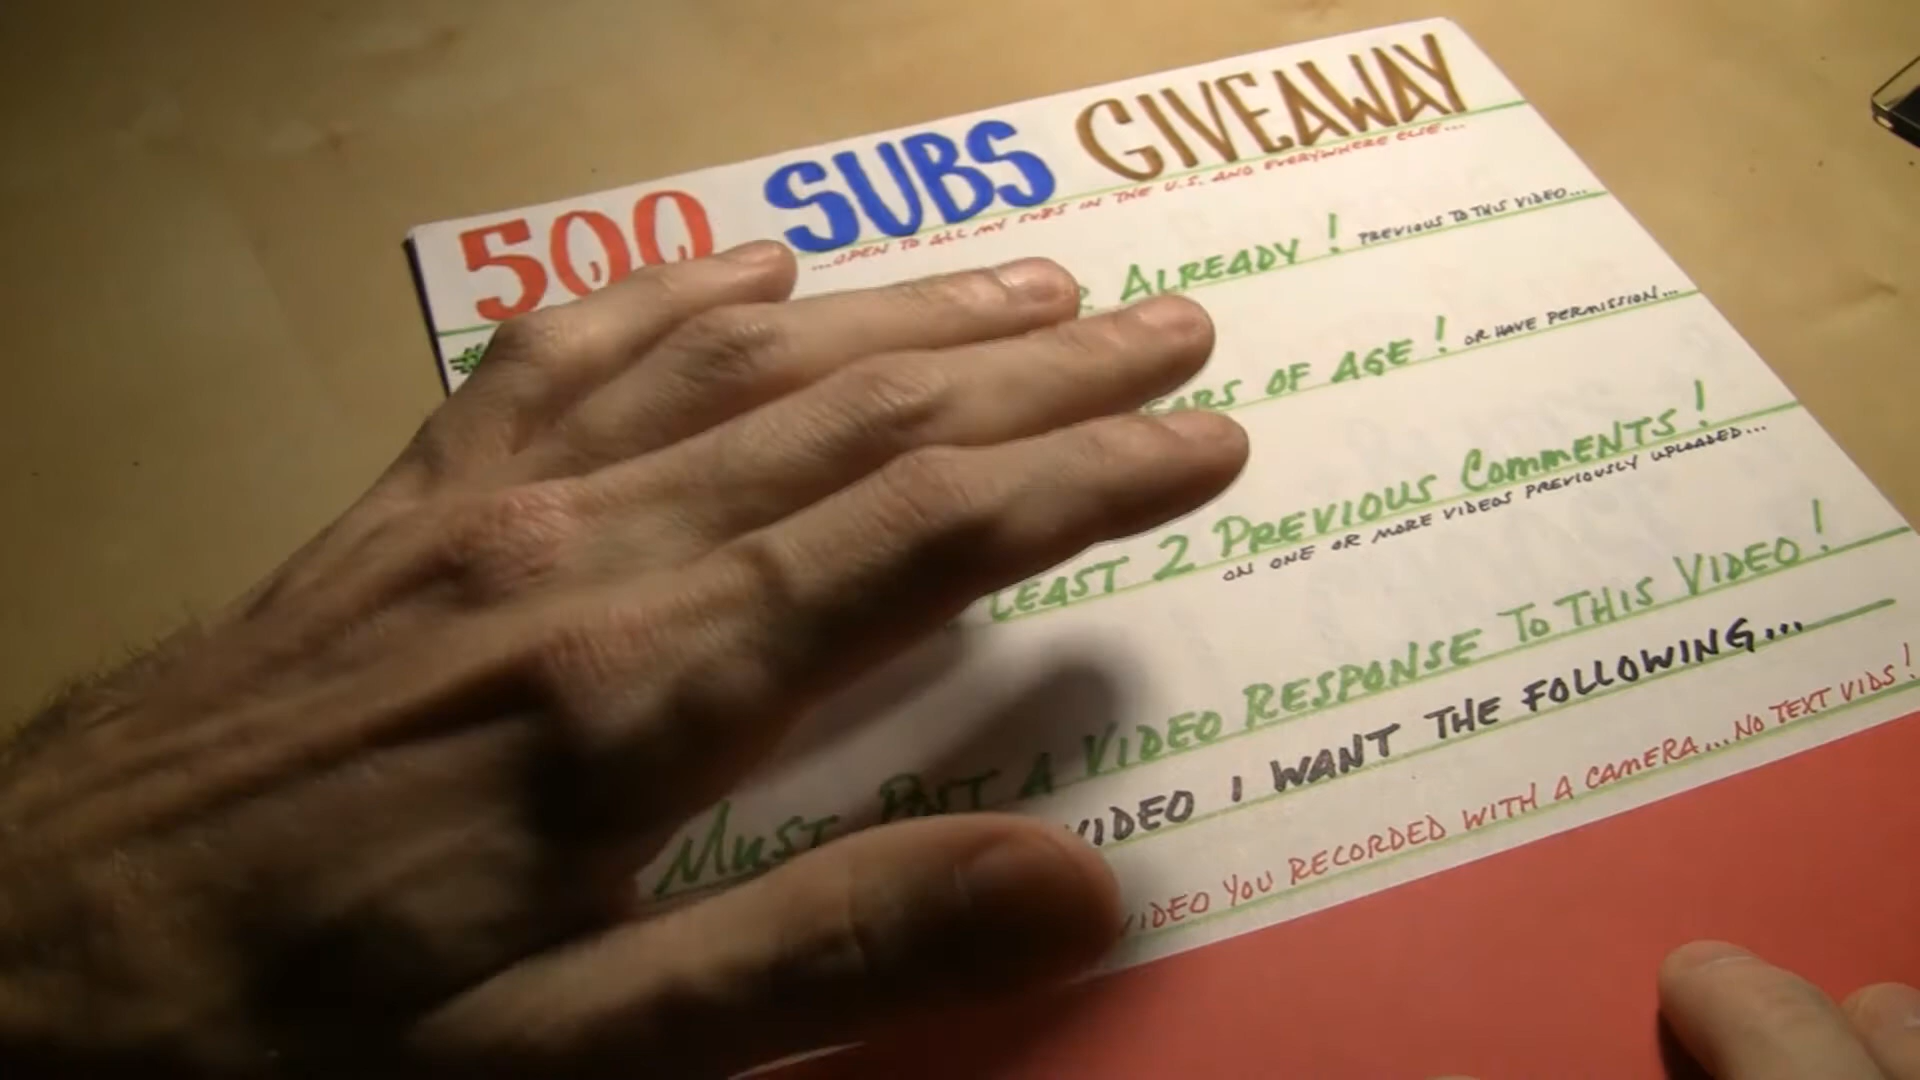 500 SUBS GIVEAWAY
...OPEN TO ALL MY SUBS IN THE U.S. AND EVERYWHERE ELSE...
ALREADY! PREVIOUS TO THIS VIDEO...
OF AGE! OR HAVE PERMISSION...
LEAST 2 PREVIOUS COMMENTS!
ON ONE OR MORE VIDEOS PREVIOUSLY UPLOADED...
MUST POST A VIDEO RESPONSE TO THIS VIDEO!
VIDEO I WANT THE FOLLOWING...
VIDEO YOU RECORDED WITH A CAMERA...NO TEXT VIDS!